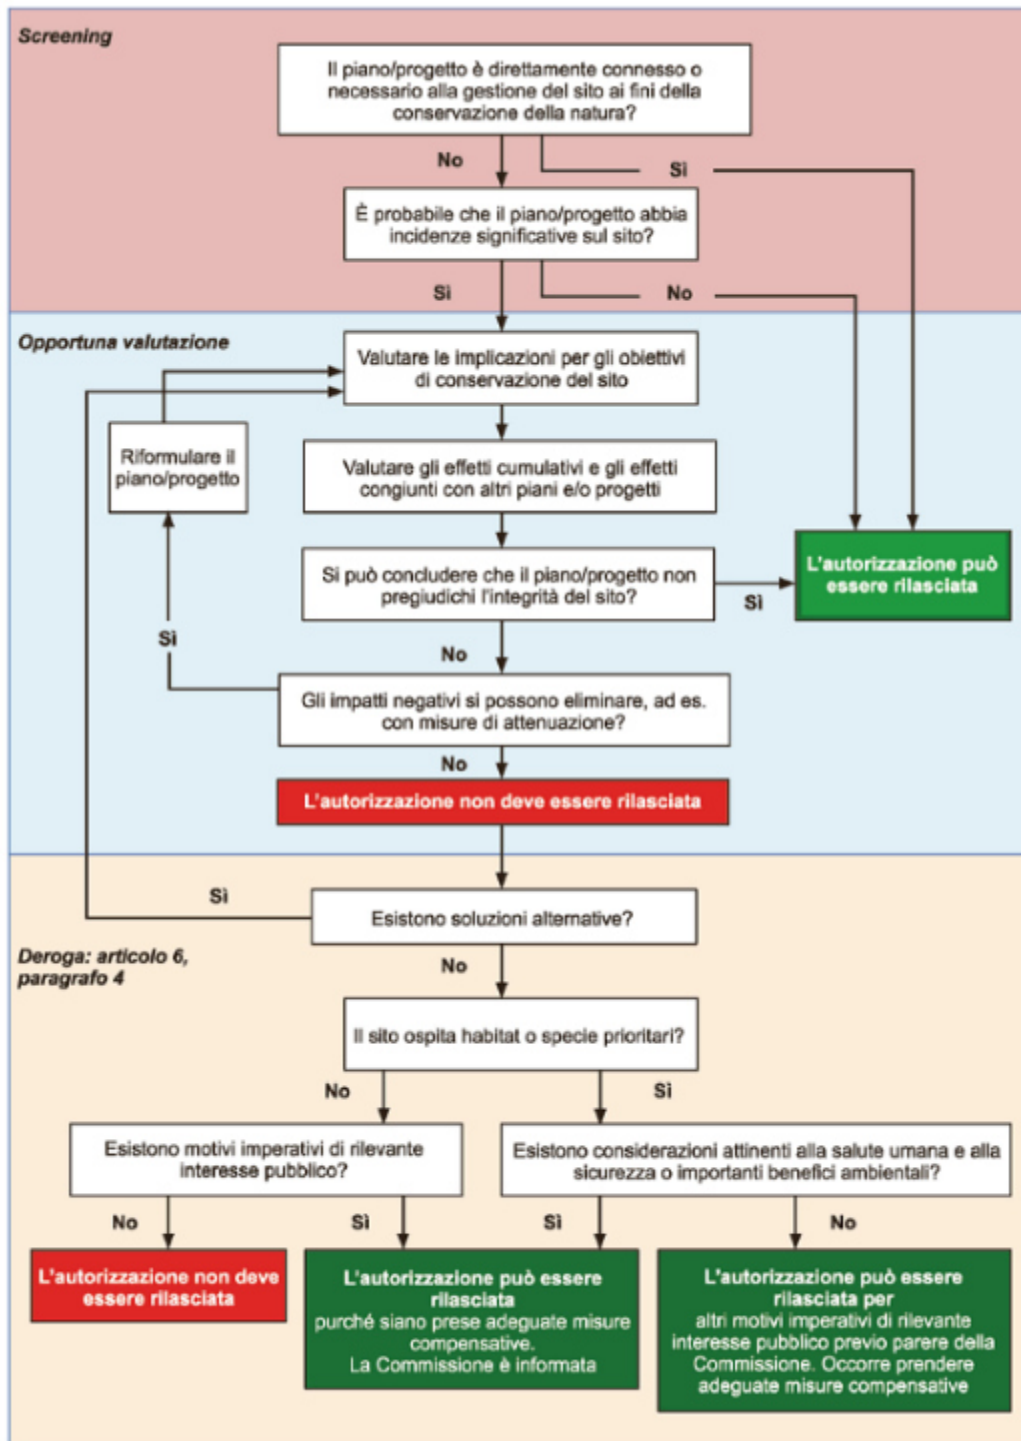 Screening
Il piano/progetto è direttamente connesso o
necessario alla gestione del sito ai fini della
conservazione della natura?
No
Sì
È probabile che il piano/progetto abbia
incidenze significative sul sito?
Sì
No
Opportuna valutazione
Valutare le implicazioni per gli obiettivi
di conservazione del sito
Riformulare il
piano/progetto
Valutare gli effetti cumulativi e gli effetti
congiunti con altri piani e/o progetti
Si può concludere che il piano/progetto non
pregiudichi l'integrità del sito?
Sì
L'autorizzazione può
essere rilasciata
Sì
No
Gli impatti negativi si possono eliminare, ad es.
con misure di attenuazione?
No
L'autorizzazione non deve essere rilasciata
Sì
Esistono soluzioni alternative?
Deroga: articolo 6,
paragrafo 4
No
Il sito ospita habitat o specie prioritari?
No
Sì
Esistono motivi imperativi di rilevante
interesse pubblico?
Esistono considerazioni attinenti alla salute umana e alla
sicurezza o importanti benefici ambientali?
No
Sì
Sì
No
L'autorizzazione non deve
essere rilasciata
L'autorizzazione può essere
rilasciata
purché siano prese adeguate misure
compensative.
La Commissione è informata
L'autorizzazione può essere
rilasciata per
altri motivi imperativi di rilevante
interesse pubblico previo parere della
Commissione. Occorre prendere
adeguate misure compensative